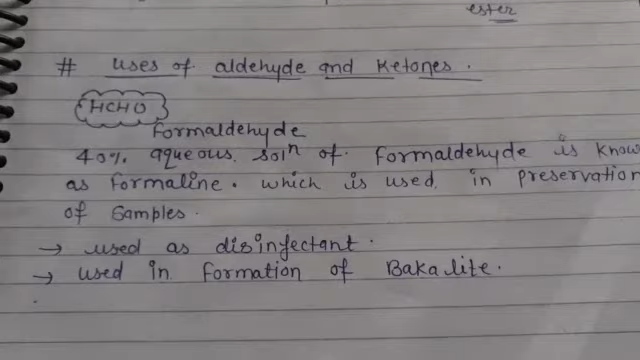 ester
# uses of aldehyde and Ketones.
HCHO
Formaldehyde
40% aqueous soln of formaldehyde is know
as formaline. which is used in preservation
of samples.
→ used as disinfectant.
→ used in formation of Bakalite.